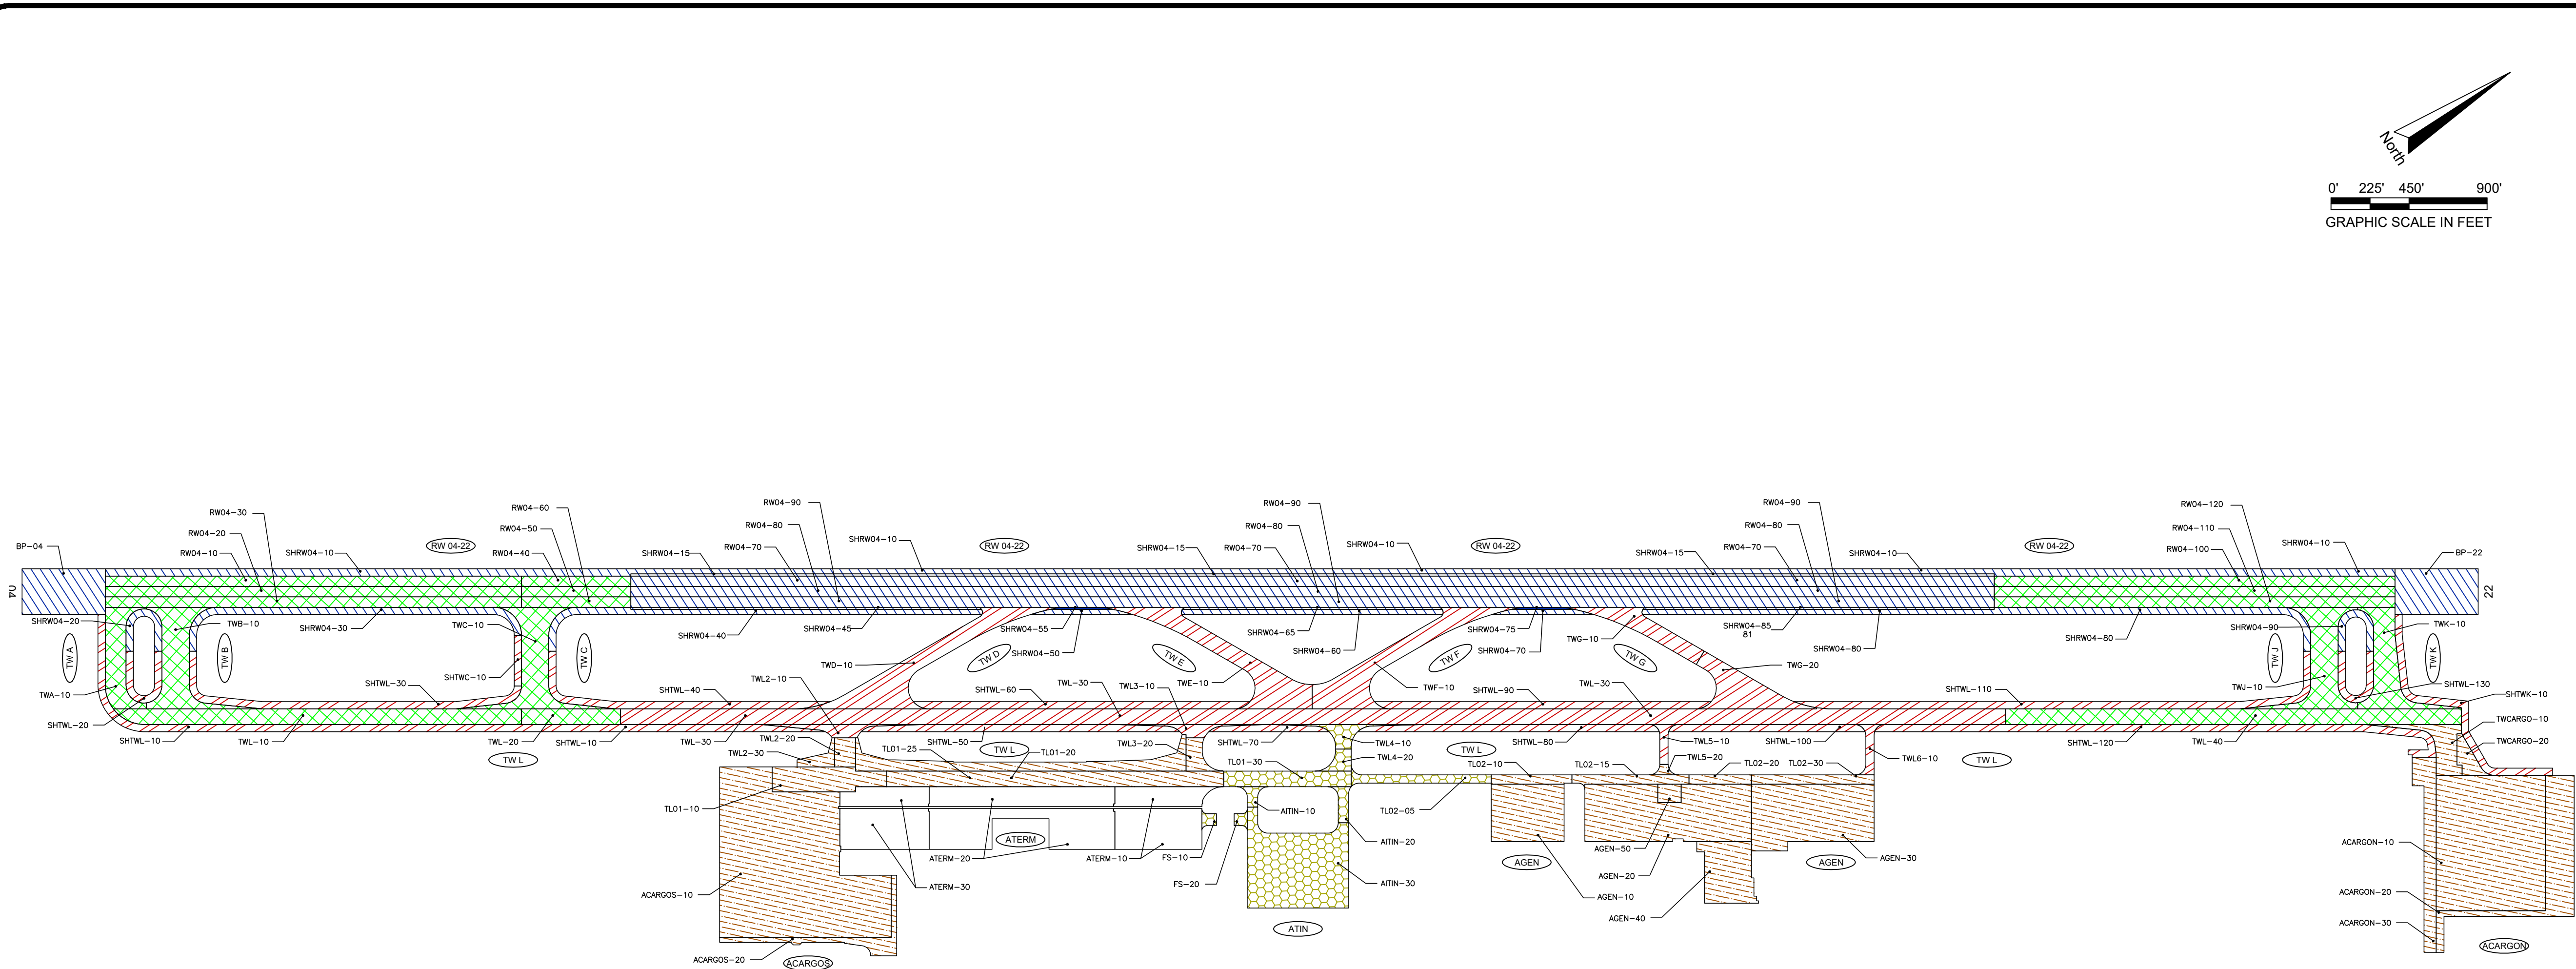 North
0' 225' 450' 900'
GRAPHIC SCALE IN FEET
RW04-30
RW04-20
RW04-10
SHRW04-10
BP-04
04
RW 04-22
RW04-60
RW04-50
RW04-40
SHRW04-15
RW04-90
RW04-80
RW04-70
SHRW04-10
RW 04-22
SHRW04-15
RW04-90
RW04-80
RW04-70
SHRW04-10
RW 04-22
SHRW04-15
RW04-90
RW04-80
RW04-70
SHRW04-10
RW 04-22
RW04-120
RW04-110
RW04-100
SHRW04-10
BP-22
22
SHRW04-20
TWB-10
SHRW04-30
TWC-10
SHRW04-40
SHRW04-45
SHRW04-55
SHRW04-50
SHRW04-65
SHRW04-60
SHRW04-75
SHRW04-70
TWG-10
SHRW04-85
81
SHRW04-80
SHRW04-80
SHRW04-90
TWK-10
TW A
TW B
TW C
TW D
TW E
TW F
TW G
TW J
TW K
TWA-10
SHTWL-20
SHTWL-10
TWL-10
SHTWL-30
SHTWC-10
TWL-20
SHTWL-10
TW L
SHTWL-40
TWL-30
TWD-10
TWL2-10
TWL2-20
TWL2-30
SHTWL-60
TWL-30
TWL3-10
TWE-10
TWF-10
SHTWL-90
TWL-30
TWG-20
SHTWL-110
TWJ-10
SHTWL-130
SHTWK-10
TWCARGO-10
TWCARGO-20
SHTWL-50
TW L
TL01-25
TL01-20
TWL3-20
SHTWL-70
TL01-30
TWL4-10
TWL4-20
TW L
SHTWL-80
TL02-10
TL02-15
TWL5-10
TWL5-20
TL02-20
SHTWL-100
TL02-30
TWL6-10
TW L
SHTWL-120
TWL-40
TL01-10
AITIN-10
TL02-05
AITIN-20
ATERM
ATERM-20
ATERM-10
ATERM-30
FS-10
FS-20
AITIN-30
ATIN
AGEN
AGEN-50
AGEN-20
AGEN-10
AGEN-40
AGEN
AGEN-30
ACARGOS-10
ACARGOS-20
ACARGOS
ACARGON-10
ACARGON-20
ACARGON-30
ACARGON